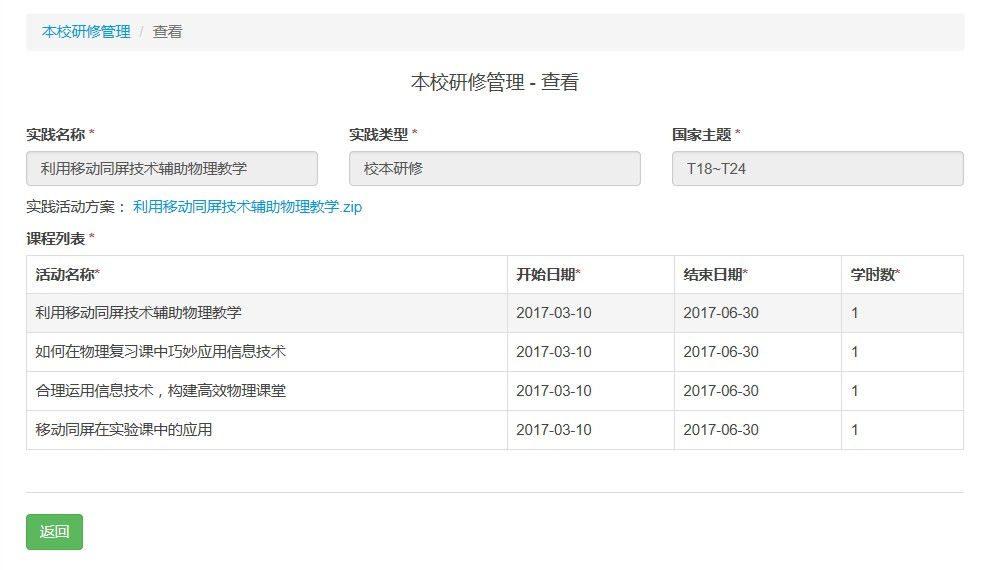 本校研修管理 / 查看
本校研修管理 - 查看
实践名称 * 实践类型 * 国家主题 *
利用移动同屏技术辅助物理教学 校本研修 T18~T24
实践活动方案： 利用移动同屏技术辅助物理教学.zip
课程列表 *
活动名称* 开始日期* 结束日期* 学时数*
利用移动同屏技术辅助物理教学 2017-03-10 2017-06-30 1
如何在物理复习课中巧妙应用信息技术 2017-03-10 2017-06-30 1
合理运用信息技术，构建高效物理课堂 2017-03-10 2017-06-30 1
移动同屏在实验课中的应用 2017-03-10 2017-06-30 1
返回